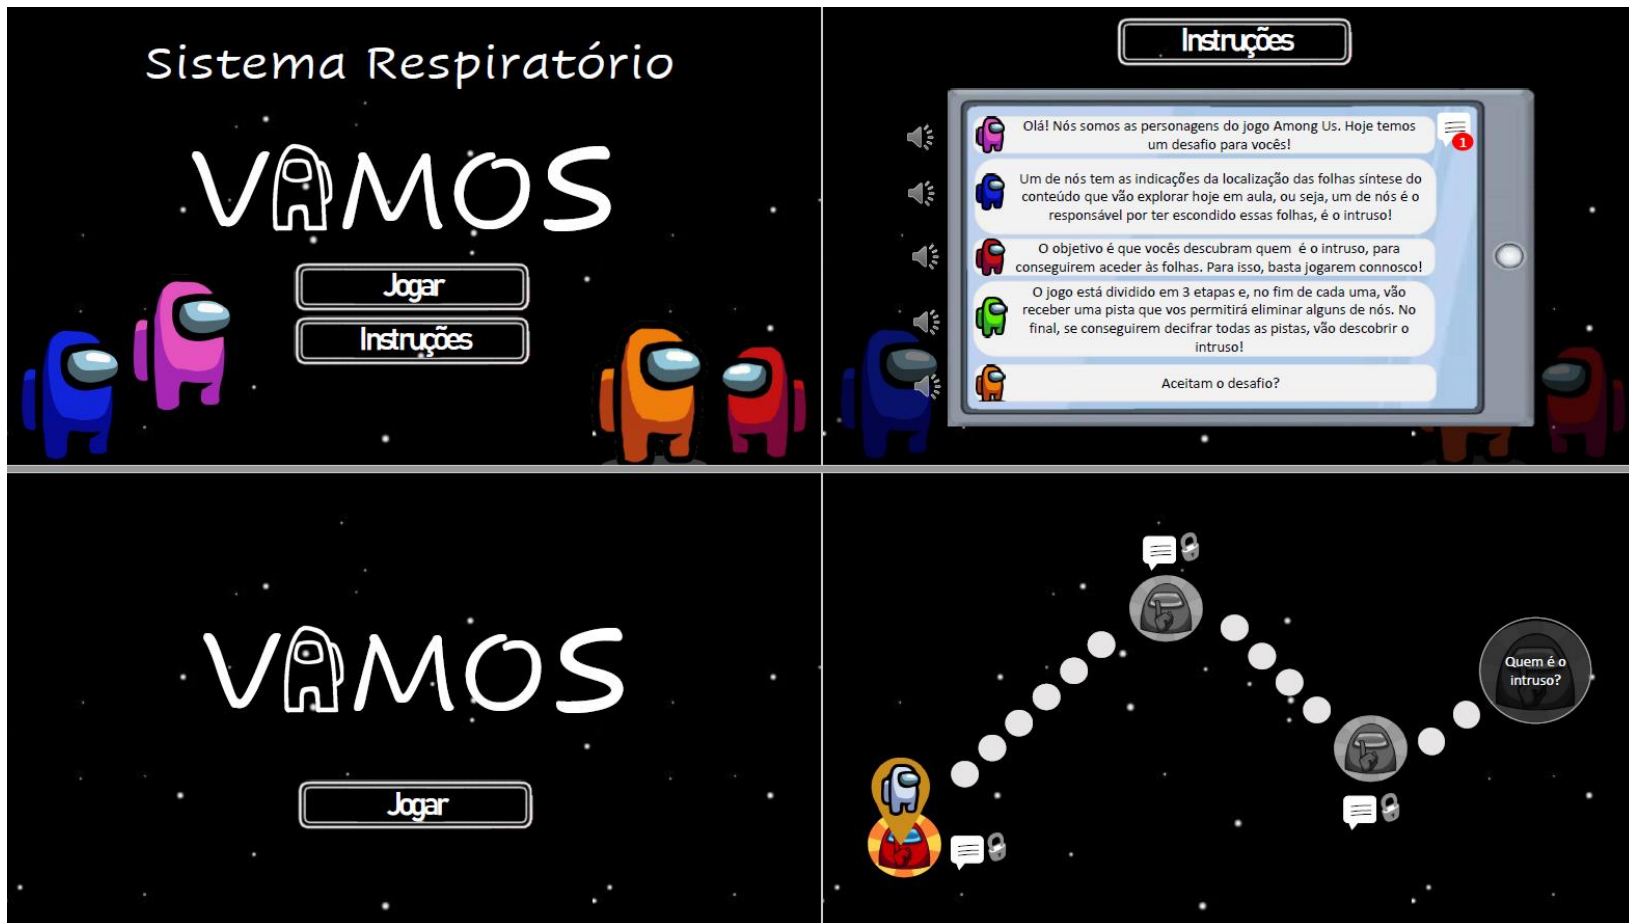 Sistema Respiratório
VAMOS
Jogar
Instruções
Instruções
Olá! Nós somos as personagens do jogo Among Us. Hoje temos
um desafio para vocês!
1
Um de nós tem as indicações da localização das folhas síntese do
conteúdo que vão explorar hoje em aula, ou seja, um de nós é o
responsável por ter escondido essas folhas, é o intruso!
O objetivo é que vocês descubram quem é o intruso, para
conseguirem aceder às folhas. Para isso, basta jogarem connosco!
O jogo está dividido em 3 etapas e, no fim de cada uma, vão
receber uma pista que vos permitirá eliminar alguns de nós. No
final, se conseguirem decifrar todas as pistas, vão descobrir o
intruso!
Aceitam o desafio?
VAMOS
Jogar
Quem é o
intruso?